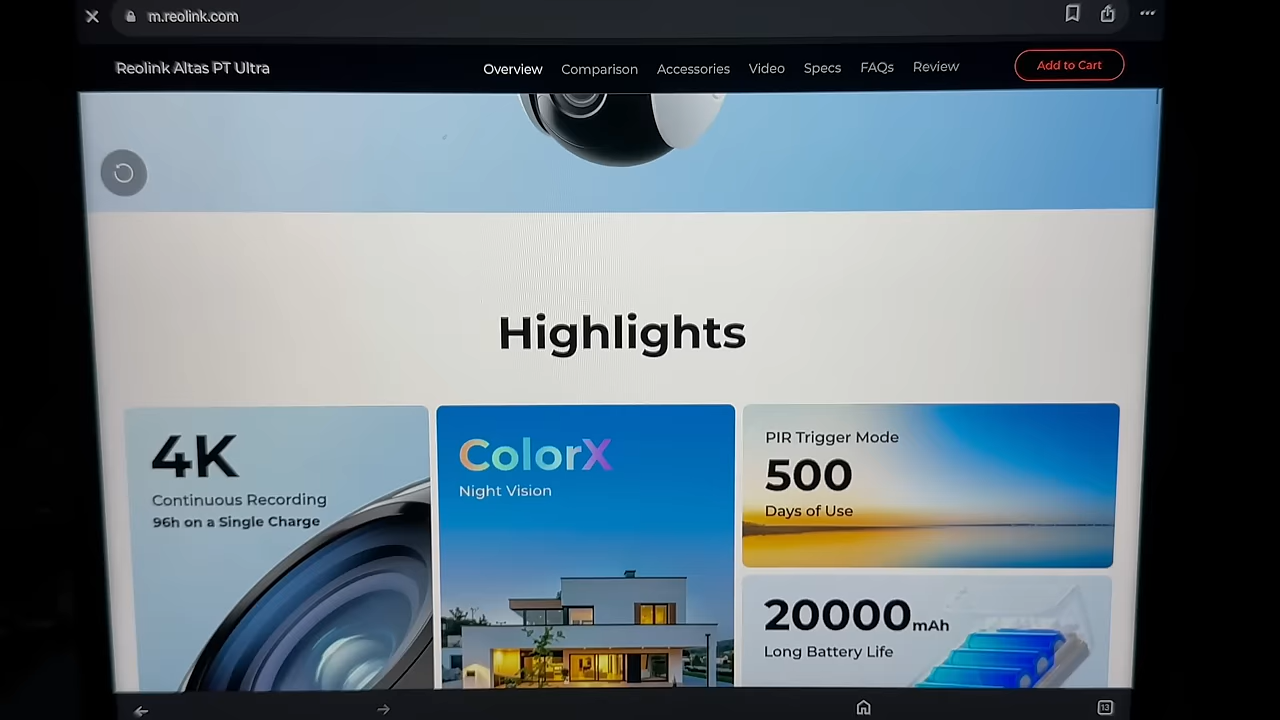 m.reolink.com
Reolink Altas PT Ultra
Overview
Comparison
Accessories
Video
Specs
FAQs
Review
Add to Cart
Highlights
4K
Continuous Recording
96h on a Single Charge
ColorX
Night Vision
PIR Trigger Mode
500
Days of Use
20000mAh
Long Battery Life
13